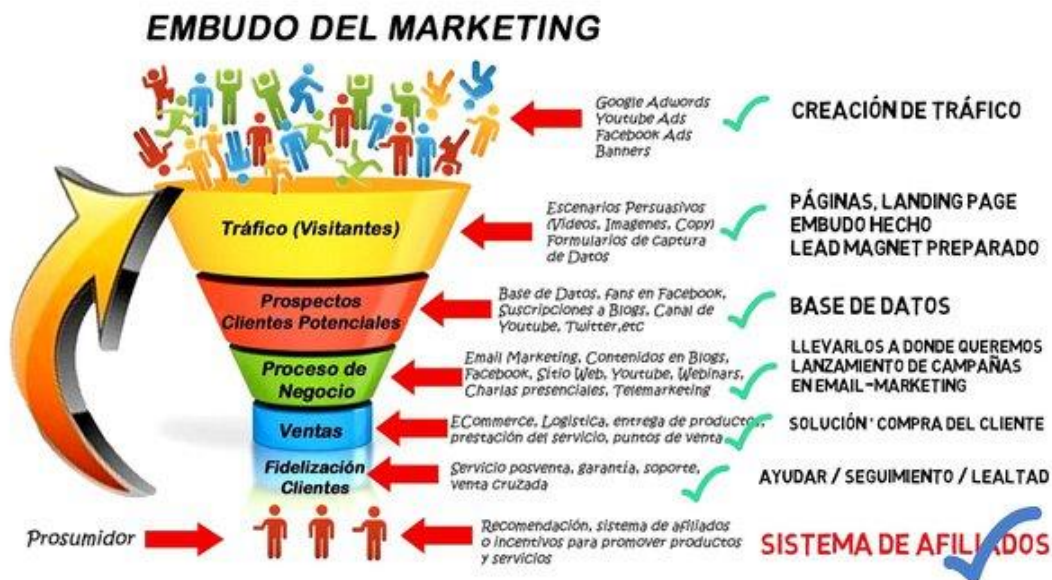 EMBUDO DEL MARKETING
Google Adwords
Youtube Ads
Facebook Ads
Banners
CREACIÓN DE TRÁFICO
Tráfico (Visitantes)
Escenarios Persuasivos
(Videos, Imagenes, Copy)
Formularios de captura
de Datos
PÁGINAS, LANDING PAGE
EMBUDO HECHO
LEAD MAGNET PREPARADO
Prospectos
Clientes Potenciales
Base de Datos, fans en Facebook,
Suscripciones a Blogs, Canal de
Youtube, Twitter,etc
BASE DE DATOS
Proceso de
Negocio
Email Marketing, Contenidos en Blogs,
Facebook, Sitio Web, Youtube, Webinars,
Charlas presenciales, Telemarketing
LLEVARLOS A DONDE QUEREMOS
LANZAMIENTO DE CAMPAÑAS
EN EMAIL-MARKETING
Ventas
ECommerce, Logistica, entrega de productos,
prestación del servicio, puntos de venta
SOLUCIÓN* COMPRA DEL CLIENTE
Fidelización
Clientes
Servicio posventa, garantía, soporte,
venta cruzada
AYUDAR / SEGUIMIENTO / LEALTAD
Prosumidor
Recomendación, sistema de afiliados
o incentivos para promover productos
y servicios
SISTEMA DE AFILIADOS